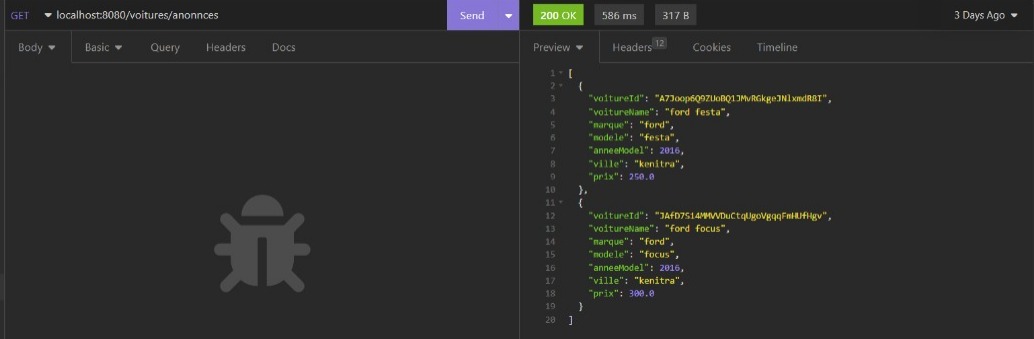 GET localhost:8080/voitures/anonnces Send 200 OK 586 ms 317 B 3 Days Ago
Body Basic Query Headers Docs Preview Headers 12 Cookies Timeline
1 [
2 {
3 "voitureId": "A7Joop6Q9ZUoBQ1JMvRGkgeJNlxmdR8I",
4 "voitureName": "ford festa",
5 "marque": "ford",
6 "modele": "festa",
7 "anneeModel": 2016,
8 "ville": "kenitra",
9 "prix": 250.0
10 },
11 {
12 "voitureId": "JAfD7S14MMVVDuCtqUgoVgqqFmHUfHgv",
13 "voitureName": "ford focus",
14 "marque": "ford",
15 "modele": "focus",
16 "anneeModel": 2016,
17 "ville": "kenitra",
18 "prix": 300.0
19 }
20 ]